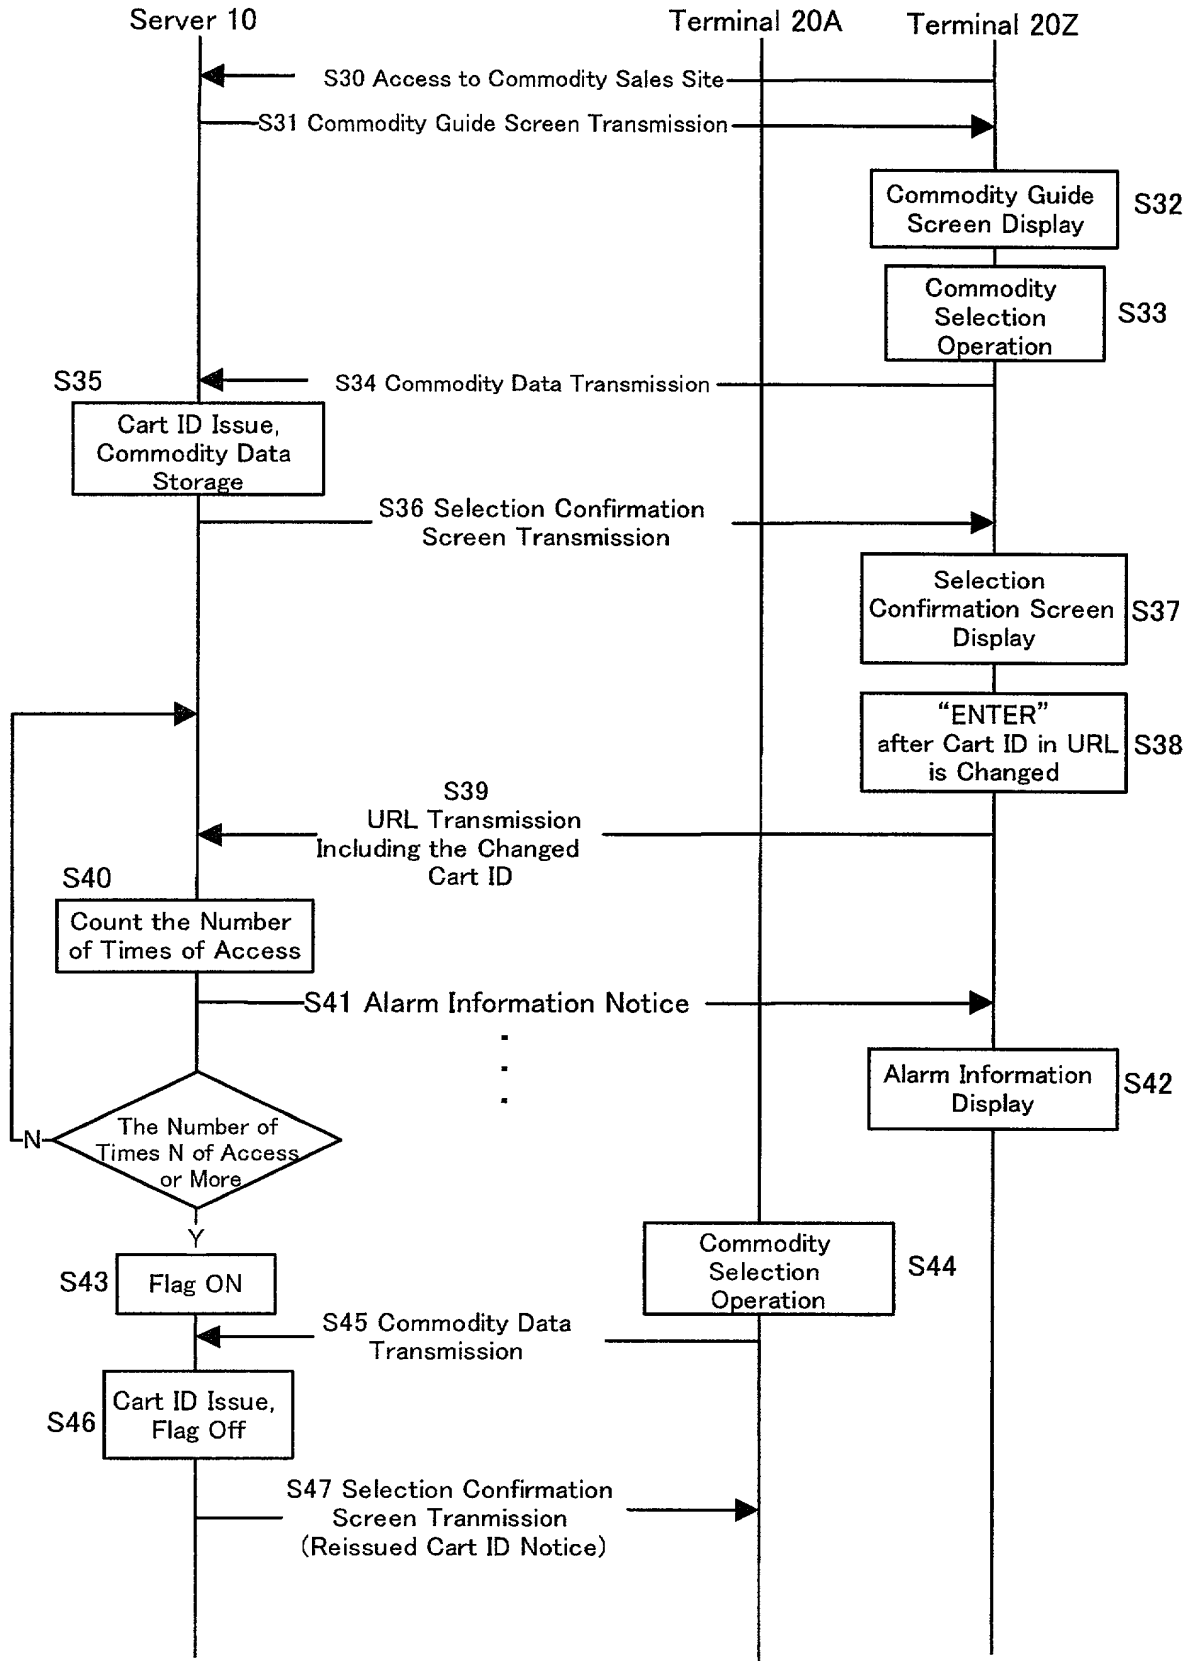 Server 10
Terminal 20A
Terminal 20Z
S30 Access to Commodity Sales Site
S31 Commodity Guide Screen Transmission
Commodity Guide
Screen Display
S32
Commodity
Selection
Operation
S33
S34 Commodity Data Transmission
S35
Cart ID Issue,
Commodity Data
Storage
S36 Selection Confirmation
Screen Transmission
Selection
Confirmation Screen
Display
S37
“ENTER”
after Cart ID in URL
is Changed
S38
S39
URL Transmission
Including the Changed
Cart ID
S40
Count the Number
of Times of Access
S41 Alarm Information Notice
Alarm Information
Display
S42
The Number of
Times N of Access
or More
N
Y
S43
Flag ON
Commodity
Selection
Operation
S44
S45 Commodity Data
Transmission
S46
Cart ID Issue,
Flag Off
S47 Selection Confirmation
Screen Tranmission
(Reissued Cart ID Notice)